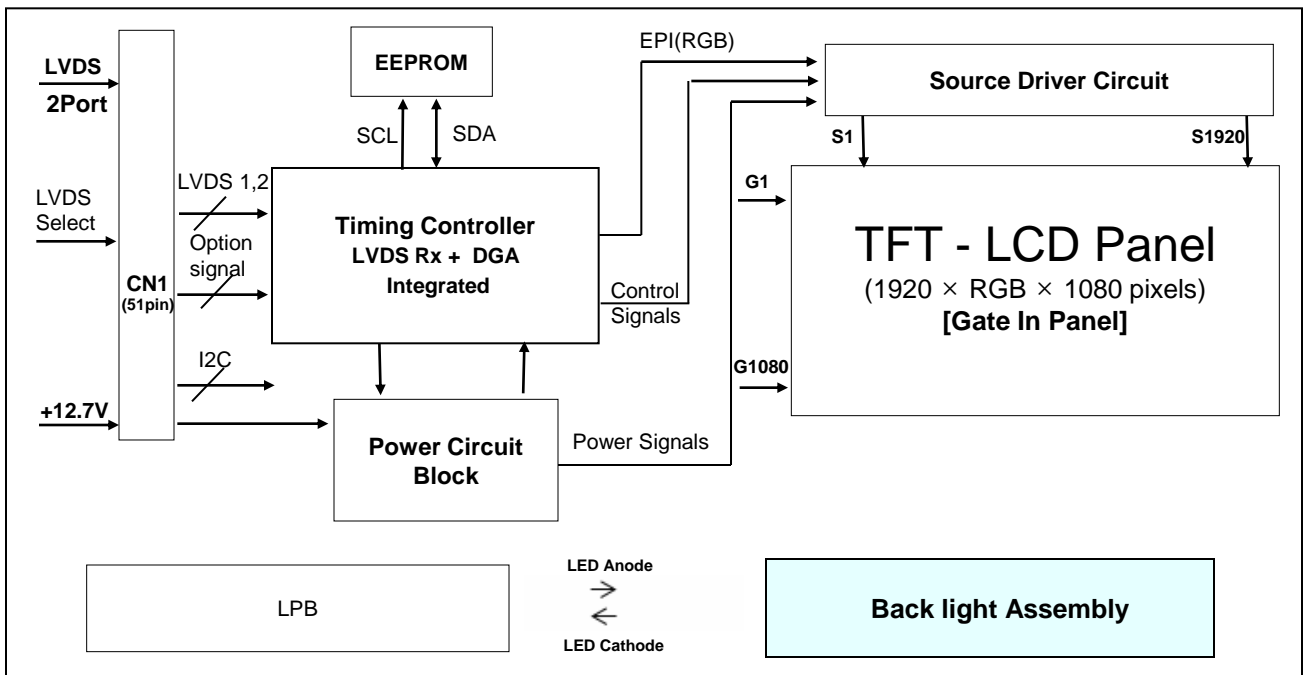 LVDS
2Port
LVDS
Select
+12.7V
CN1
(51pin)
LVDS 1,2
Option
signal
I2C
EEPROM
SCL
SDA
Timing Controller
LVDS Rx + DGA
Integrated
Power Circuit
Block
EPI(RGB)
Control
Signals
Power Signals
Source Driver Circuit
S1
S1920
G1
G1080
TFT - LCD Panel
(1920 × RGB × 1080 pixels)
[Gate In Panel]
LPB
LED Anode
LED Cathode
Back light Assembly